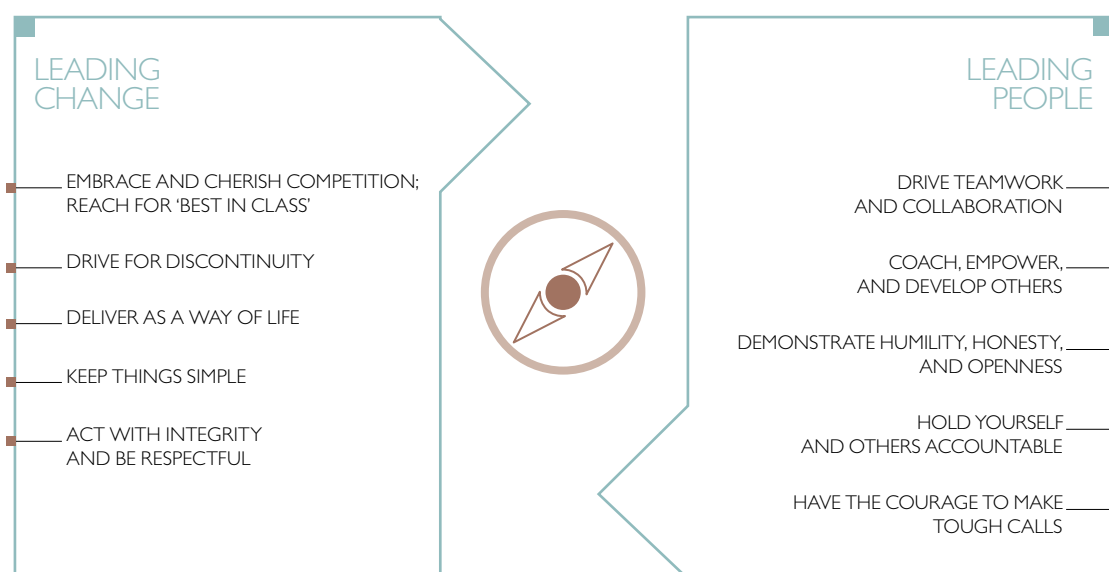 LEADING
CHANGE
EMBRACE AND CHERISH COMPETITION;
REACH FOR ‘BEST IN CLASS’
DRIVE FOR DISCONTINUITY
DELIVER AS A WAY OF LIFE
KEEP THINGS SIMPLE
ACT WITH INTEGRITY
AND BE RESPECTFUL
LEADING
PEOPLE
DRIVE TEAMWORK
AND COLLABORATION
COACH, EMPOWER,
AND DEVELOP OTHERS
DEMONSTRATE HUMILITY, HONESTY,
AND OPENNESS
HOLD YOURSELF
AND OTHERS ACCOUNTABLE
HAVE THE COURAGE TO MAKE
TOUGH CALLS